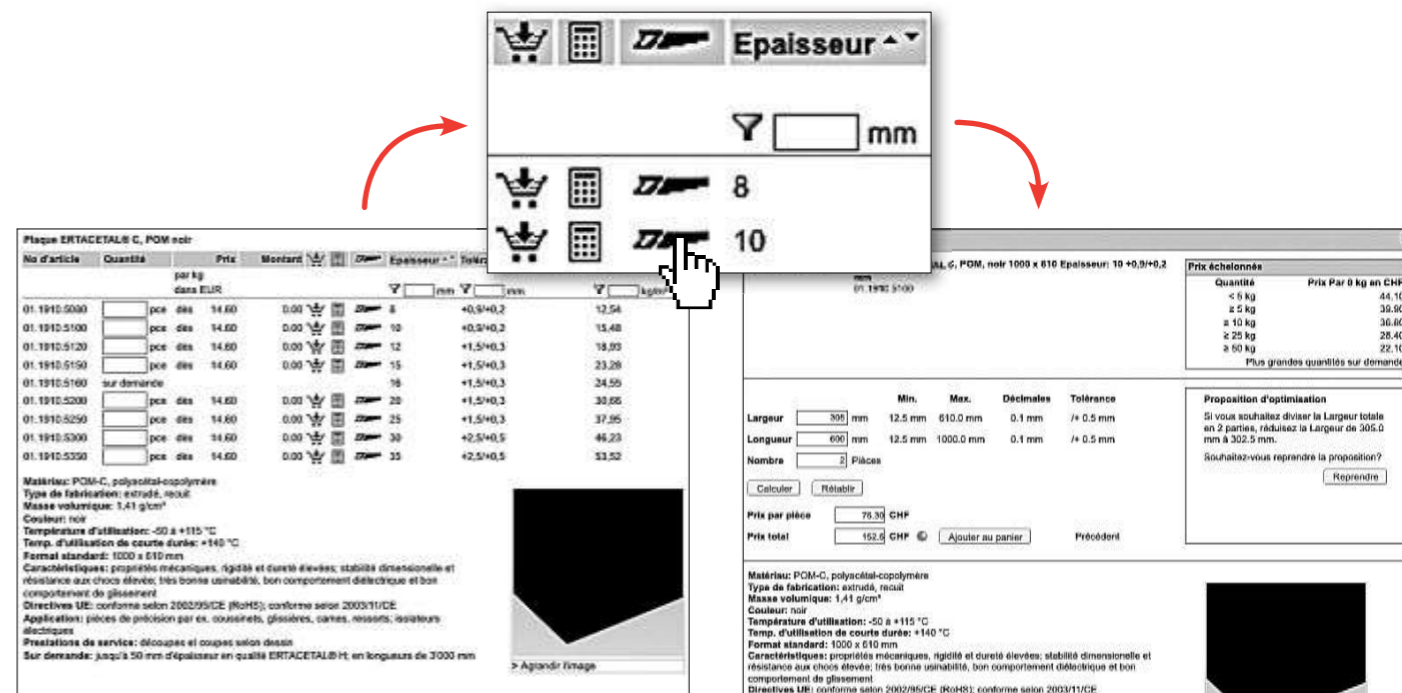 Epaisseur
mm
8
10
Plaque ERTACETAL® C, POM noir
No d'article Quantité Prix Montant Epaisseur
par kg
dans EUR mm mm kg/m²
01.1910.5080 pce dès 14.60 0.00 8 +0,9/+0,2 12,54
01.1910.5100 pce dès 14.60 0.00 10 +0,9/+0,2 15,48
01.1910.5120 pce dès 14.60 0.00 12 +1,5/+0,3 18,93
01.1910.5150 pce dès 14.60 0.00 15 +1,5/+0,3 23,28
01.1910.5160 sur demande 16 +1,5/+0,3 24,55
01.1910.5200 pce dès 14.60 0.00 20 +1,5/+0,3 30,66
01.1910.5250 pce dès 14.60 0.00 25 +1,5/+0,3 37,95
01.1910.5300 pce dès 14.60 0.00 30 +2,5/+0,5 46,23
01.1910.5350 pce dès 14.60 0.00 35 +2,5/+0,5 53,52
Matériau: POM-C, polyacétal-copolymère
Type de fabrication: extrudé, recuit
Masse volumique: 1,41 g/cm³
Couleur: noir
Température d'utilisation: -50 à +115 °C
Temp. d'utilisation de courte durée: +140 °C
Format standard: 1000 x 610 mm
Caractéristiques: propriétés mécaniques, rigidité et dureté élevées; stabilité dimensionelle et
résistance aux chocs élevée; très bonne usinabilité, bon comportement diélectrique et bon
comportement de glissement
Directives UE: conforme selon 2002/95/CE (RoHS); conforme selon 2003/11/CE
Application: pièces de précision par ex. coussinets, glissières, cames, ressorts, isolateurs
électriques
Prestations de service: découpes et coupes selon dessin
Sur demande: jusqu'à 50 mm d'épaisseur en qualité ERTACETAL® H; en longueurs de 3'000 mm
> Agrandir l'image
C, POM, noir 1000 x 610 Epaisseur: 10 +0,9/+0,2
mm
01.1910.5100
Prix échelonnés
Quantité Prix Par 0 kg en CHF
< 5 kg 44.10
≥ 5 kg 39.90
≥ 10 kg 36.80
≥ 25 kg 28.40
≥ 50 kg 22.10
Plus grandes quantités sur demande
Min. Max. Décimales Tolérance
Largeur 305 mm 12.5 mm 610.0 mm 0.1 mm /+ 0.5 mm
Longueur 600 mm 12.5 mm 1000.0 mm 0.1 mm /+ 0.5 mm
Nombre 2 Pièces
Calculer Rétablir
Prix par pièce 76.30 CHF
Prix total 152.6 CHF Ajouter au panier Précédent
Proposition d'optimisation
Si vous souhaitez diviser la Largeur totale
en 2 parties, réduisez la Largeur de 305.0
mm à 302.5 mm.
Souhaitez-vous reprendre la proposition?
Reprendre
Matériau: POM-C, polyacétal-copolymère
Type de fabrication: extrudé, recuit
Masse volumique: 1,41 g/cm³
Couleur: noir
Température d'utilisation: -50 à +115 °C
Temp. d'utilisation de courte durée: +140 °C
Format standard: 1000 x 610 mm
Caractéristiques: propriétés mécaniques, rigidité et dureté élevées; stabilité dimensionelle et
résistance aux chocs élevée; très bonne usinabilité, bon comportement diélectrique et bon
comportement de glissement
Directives UE: conforme selon 2002/95/CE (RoHS); conforme selon 2003/11/CE